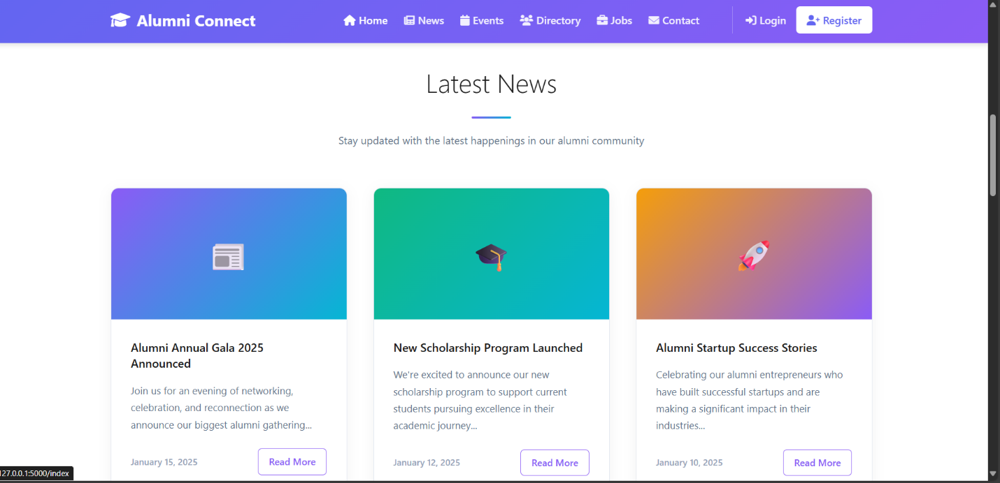 Alumni Connect Home News Events Directory Jobs Contact Login Register
Latest News
Stay updated with the latest happenings in our alumni community
Alumni Annual Gala 2025
Announced
Join us for an evening of networking,
celebration, and reconnection as we
announce our biggest alumni gathering...
January 15, 2025 Read More
New Scholarship Program Launched
We're excited to announce our new
scholarship program to support current
students pursuing excellence in their
academic journey...
January 12, 2025 Read More
Alumni Startup Success Stories
Celebrating our alumni entrepreneurs who
have built successful startups and are
making a significant impact in their
industries...
January 10, 2025 Read More
127.0.0.1:5000/index